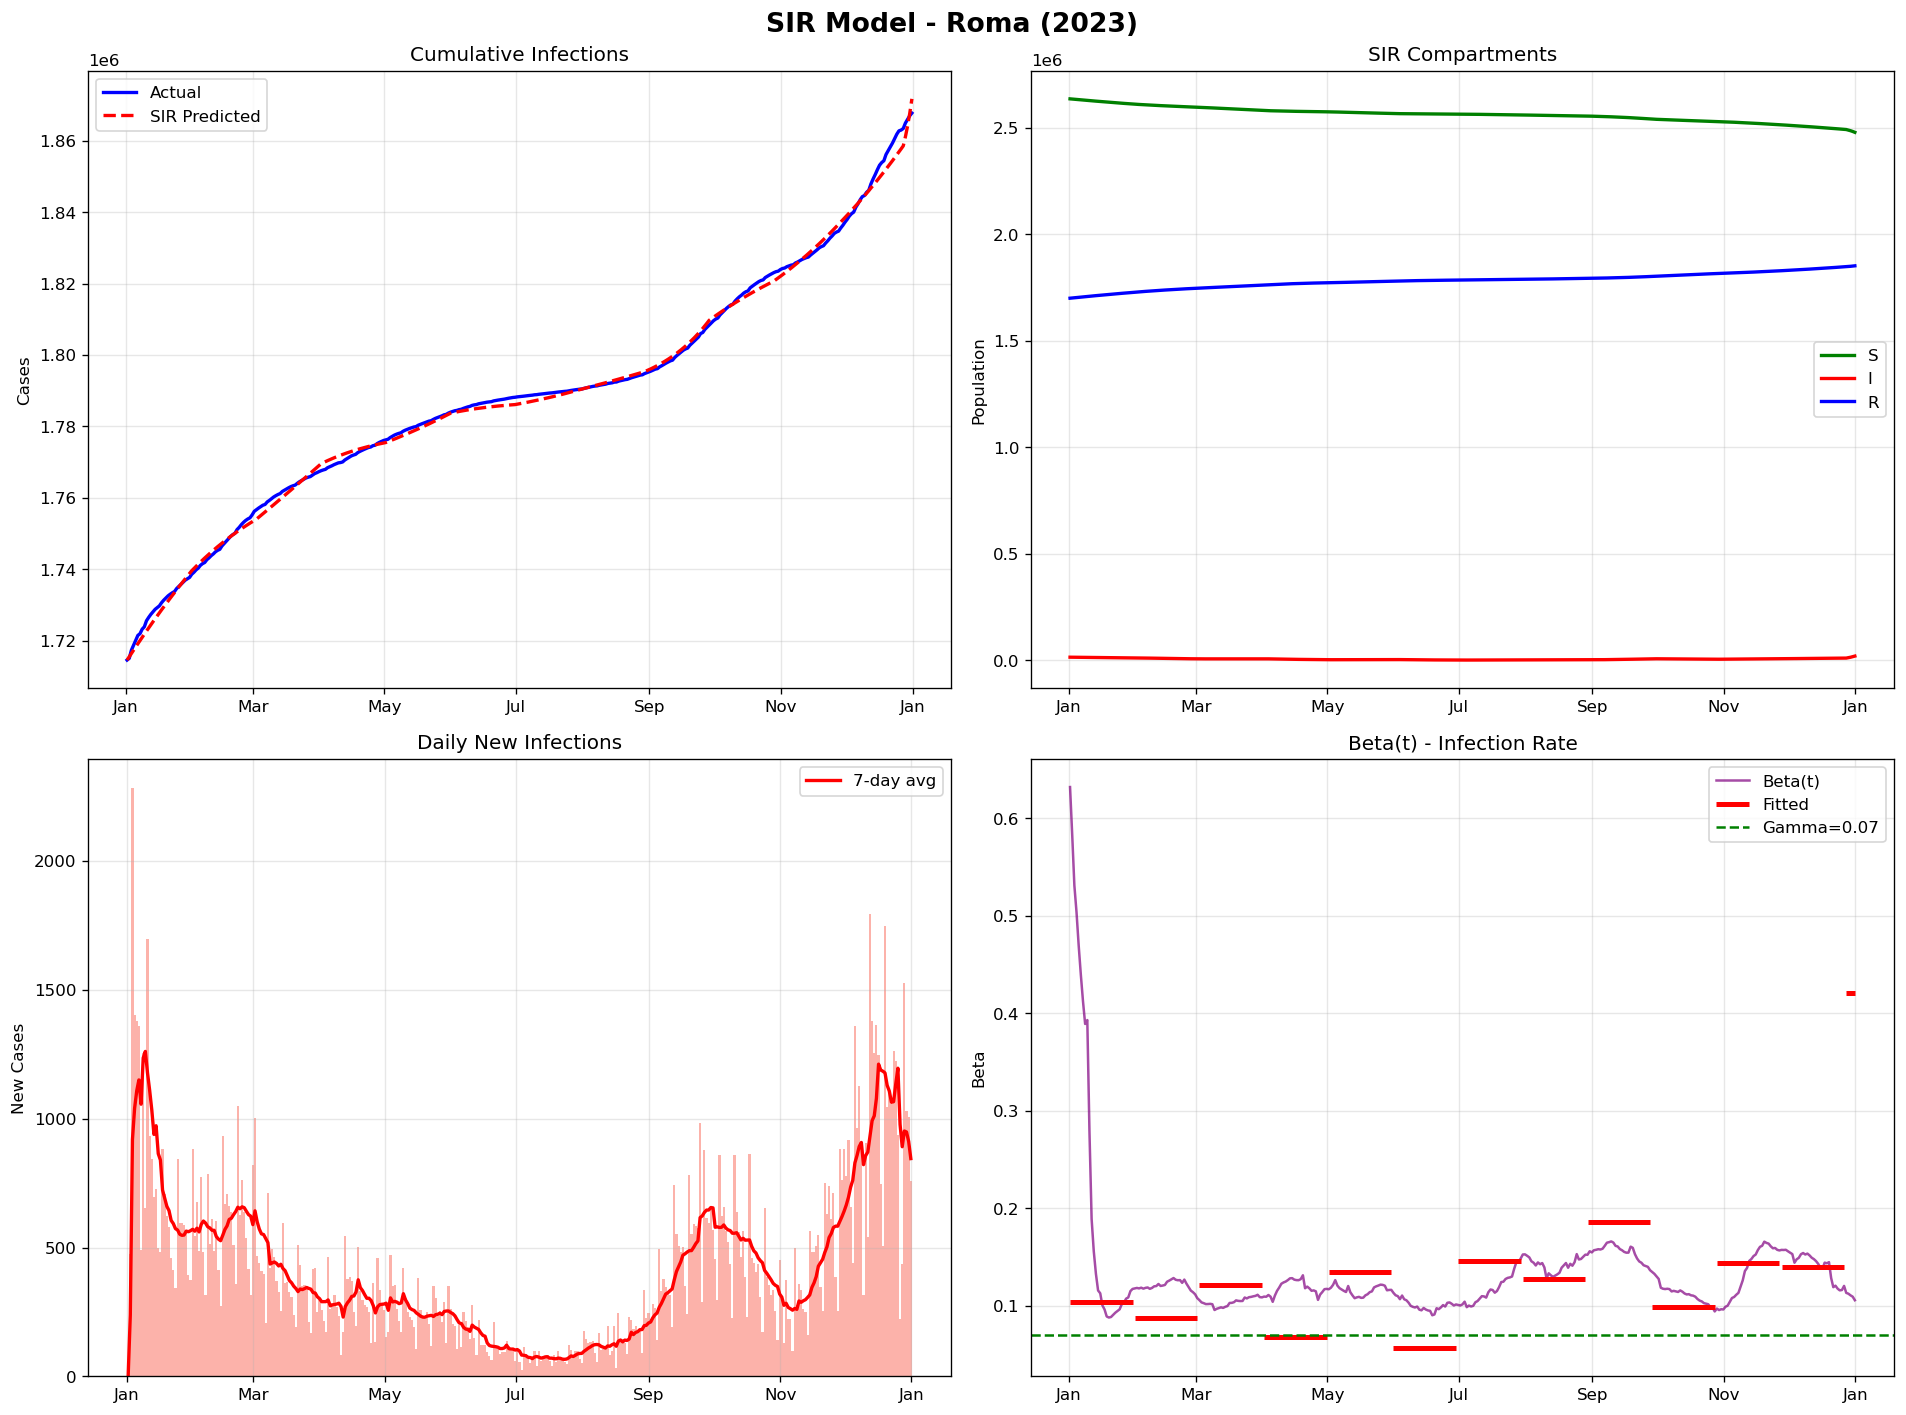 SIR Model - Roma (2023)
Cumulative Infections
1e6
Actual
SIR Predicted
Cases
1.86
1.84
1.82
1.80
1.78
1.76
1.74
1.72
Jan
Mar
May
Jul
Sep
Nov
Jan
SIR Compartments
1e6
Population
2.5
2.0
1.5
1.0
0.5
0.0
S
I
R
Jan
Mar
May
Jul
Sep
Nov
Jan
Daily New Infections
7-day avg
New Cases
2000
1500
1000
500
0
Jan
Mar
May
Jul
Sep
Nov
Jan
Beta(t) - Infection Rate
Beta(t)
Fitted
Gamma=0.07
Beta
0.6
0.5
0.4
0.3
0.2
0.1
Jan
Mar
May
Jul
Sep
Nov
Jan